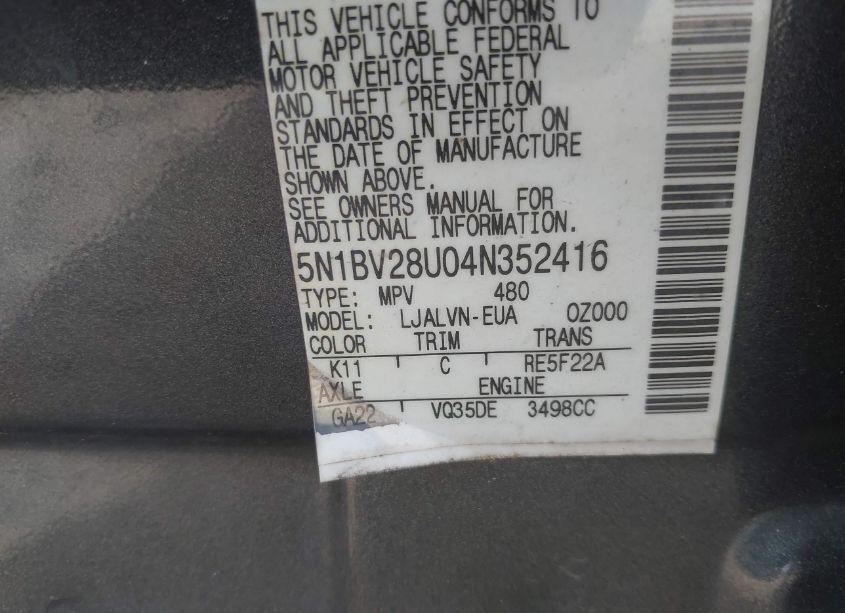 THIS VEHICLE CONFORMS TO
ALL APPLICABLE FEDERAL
MOTOR VEHICLE SAFETY
AND THEFT PREVENTION
STANDARDS IN EFFECT ON
THE DATE OF MANUFACTURE
SHOWN ABOVE.
SEE OWNERS MANUAL FOR
ADDITIONAL INFORMATION.
5N1BV28U04N352416
TYPE: MPV 480
MODEL: LJALVN-EUA 0Z000
COLOR TRIM TRANS
K11 C RE5F22A
AXLE ENGINE
GA22 VQ35DE 3498CC